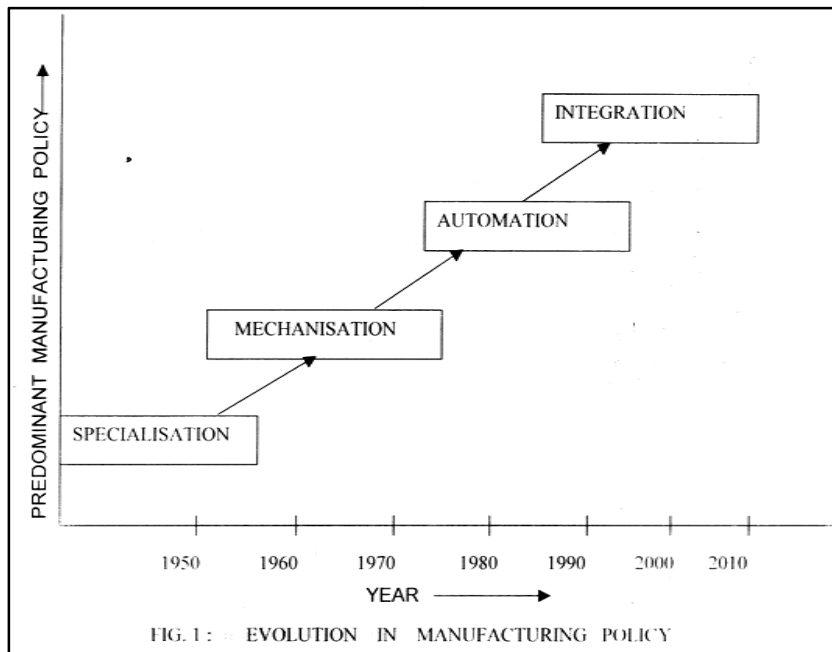 PREDOMINANT MANUFACTURING POLICY
INTEGRATION
AUTOMATION
MECHANISATION
SPECIALISATION
1950 1960 1970 1980 1990 2000 2010
YEAR
FIG. 1 : EVOLUTION IN MANUFACTURING POLICY